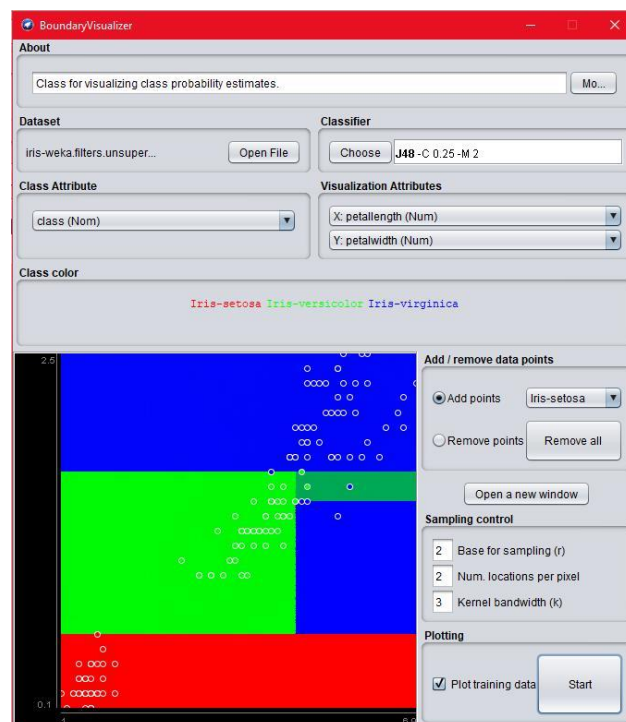 BoundaryVisualizer
About
Class for visualizing class probability estimates.
Mo...
Dataset
iris-weka.filters.unsuper...
Open File
Classifier
Choose
J48 -C 0.25 -M 2
Class Attribute
class (Nom)
Visualization Attributes
X: petallength (Num)
Y: petalwidth (Num)
Class color
Iris-setosa Iris-versicolor Iris-virginica
2.5
0.1
Add / remove data points
Add points
Iris-setosa
Remove points
Remove all
Open a new window
Sampling control
2 Base for sampling (r)
2 Num. locations per pixel
3 Kernel bandwidth (k)
Plotting
Plot training data
Start